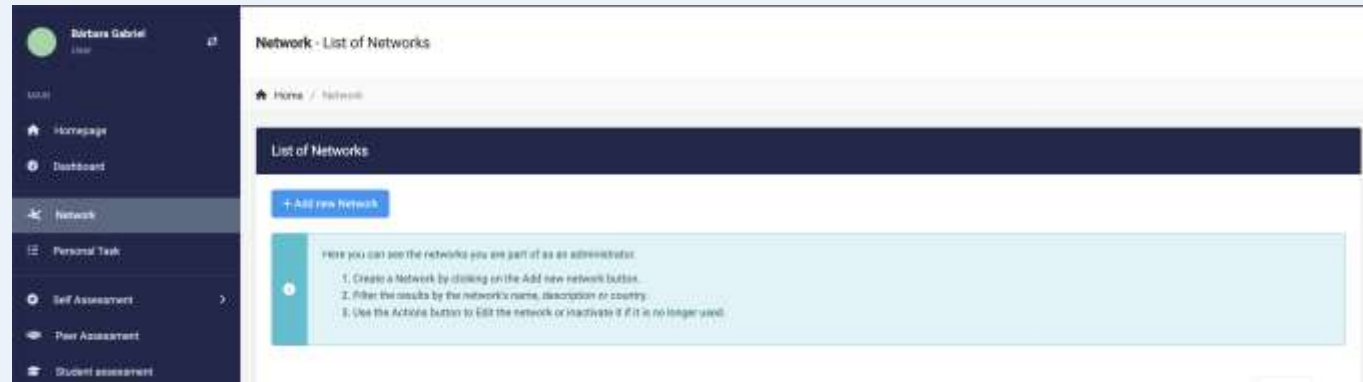 Bárbara Gabriel
User
MAIN
Homepage
Dashboard
Network
Personal Task
Self Assessment
Peer Assessment
Student assessment
Network - List of Networks
Home / Network
List of Networks
+ Add new Network
Here you can see the networks you are part of as an administrator.
1. Create a Network by clicking on the Add new network button.
2. Filter the results by the network's name, description or country.
3. Use the Actions button to Edit the network or inactivate it if it is no longer used.